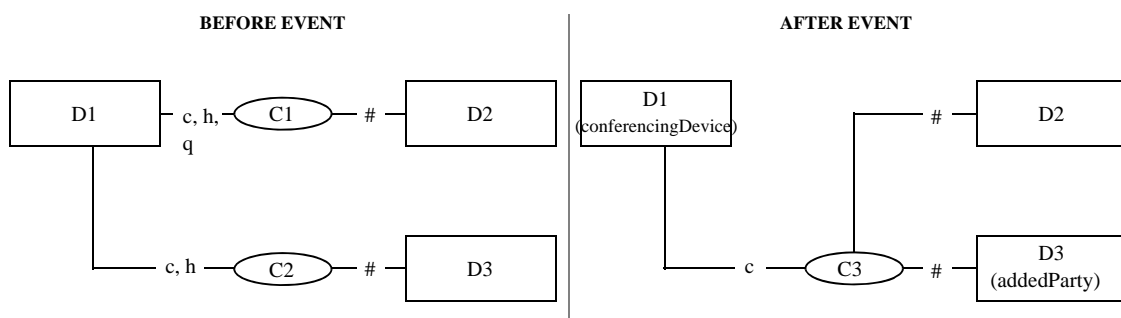 BEFORE EVENT
D1
c, h,
q
C1
#
D2
c, h
C2
#
D3
AFTER EVENT
D1
(conferencingDevice)
#
D2
c
C3
#
D3
(addedParty)